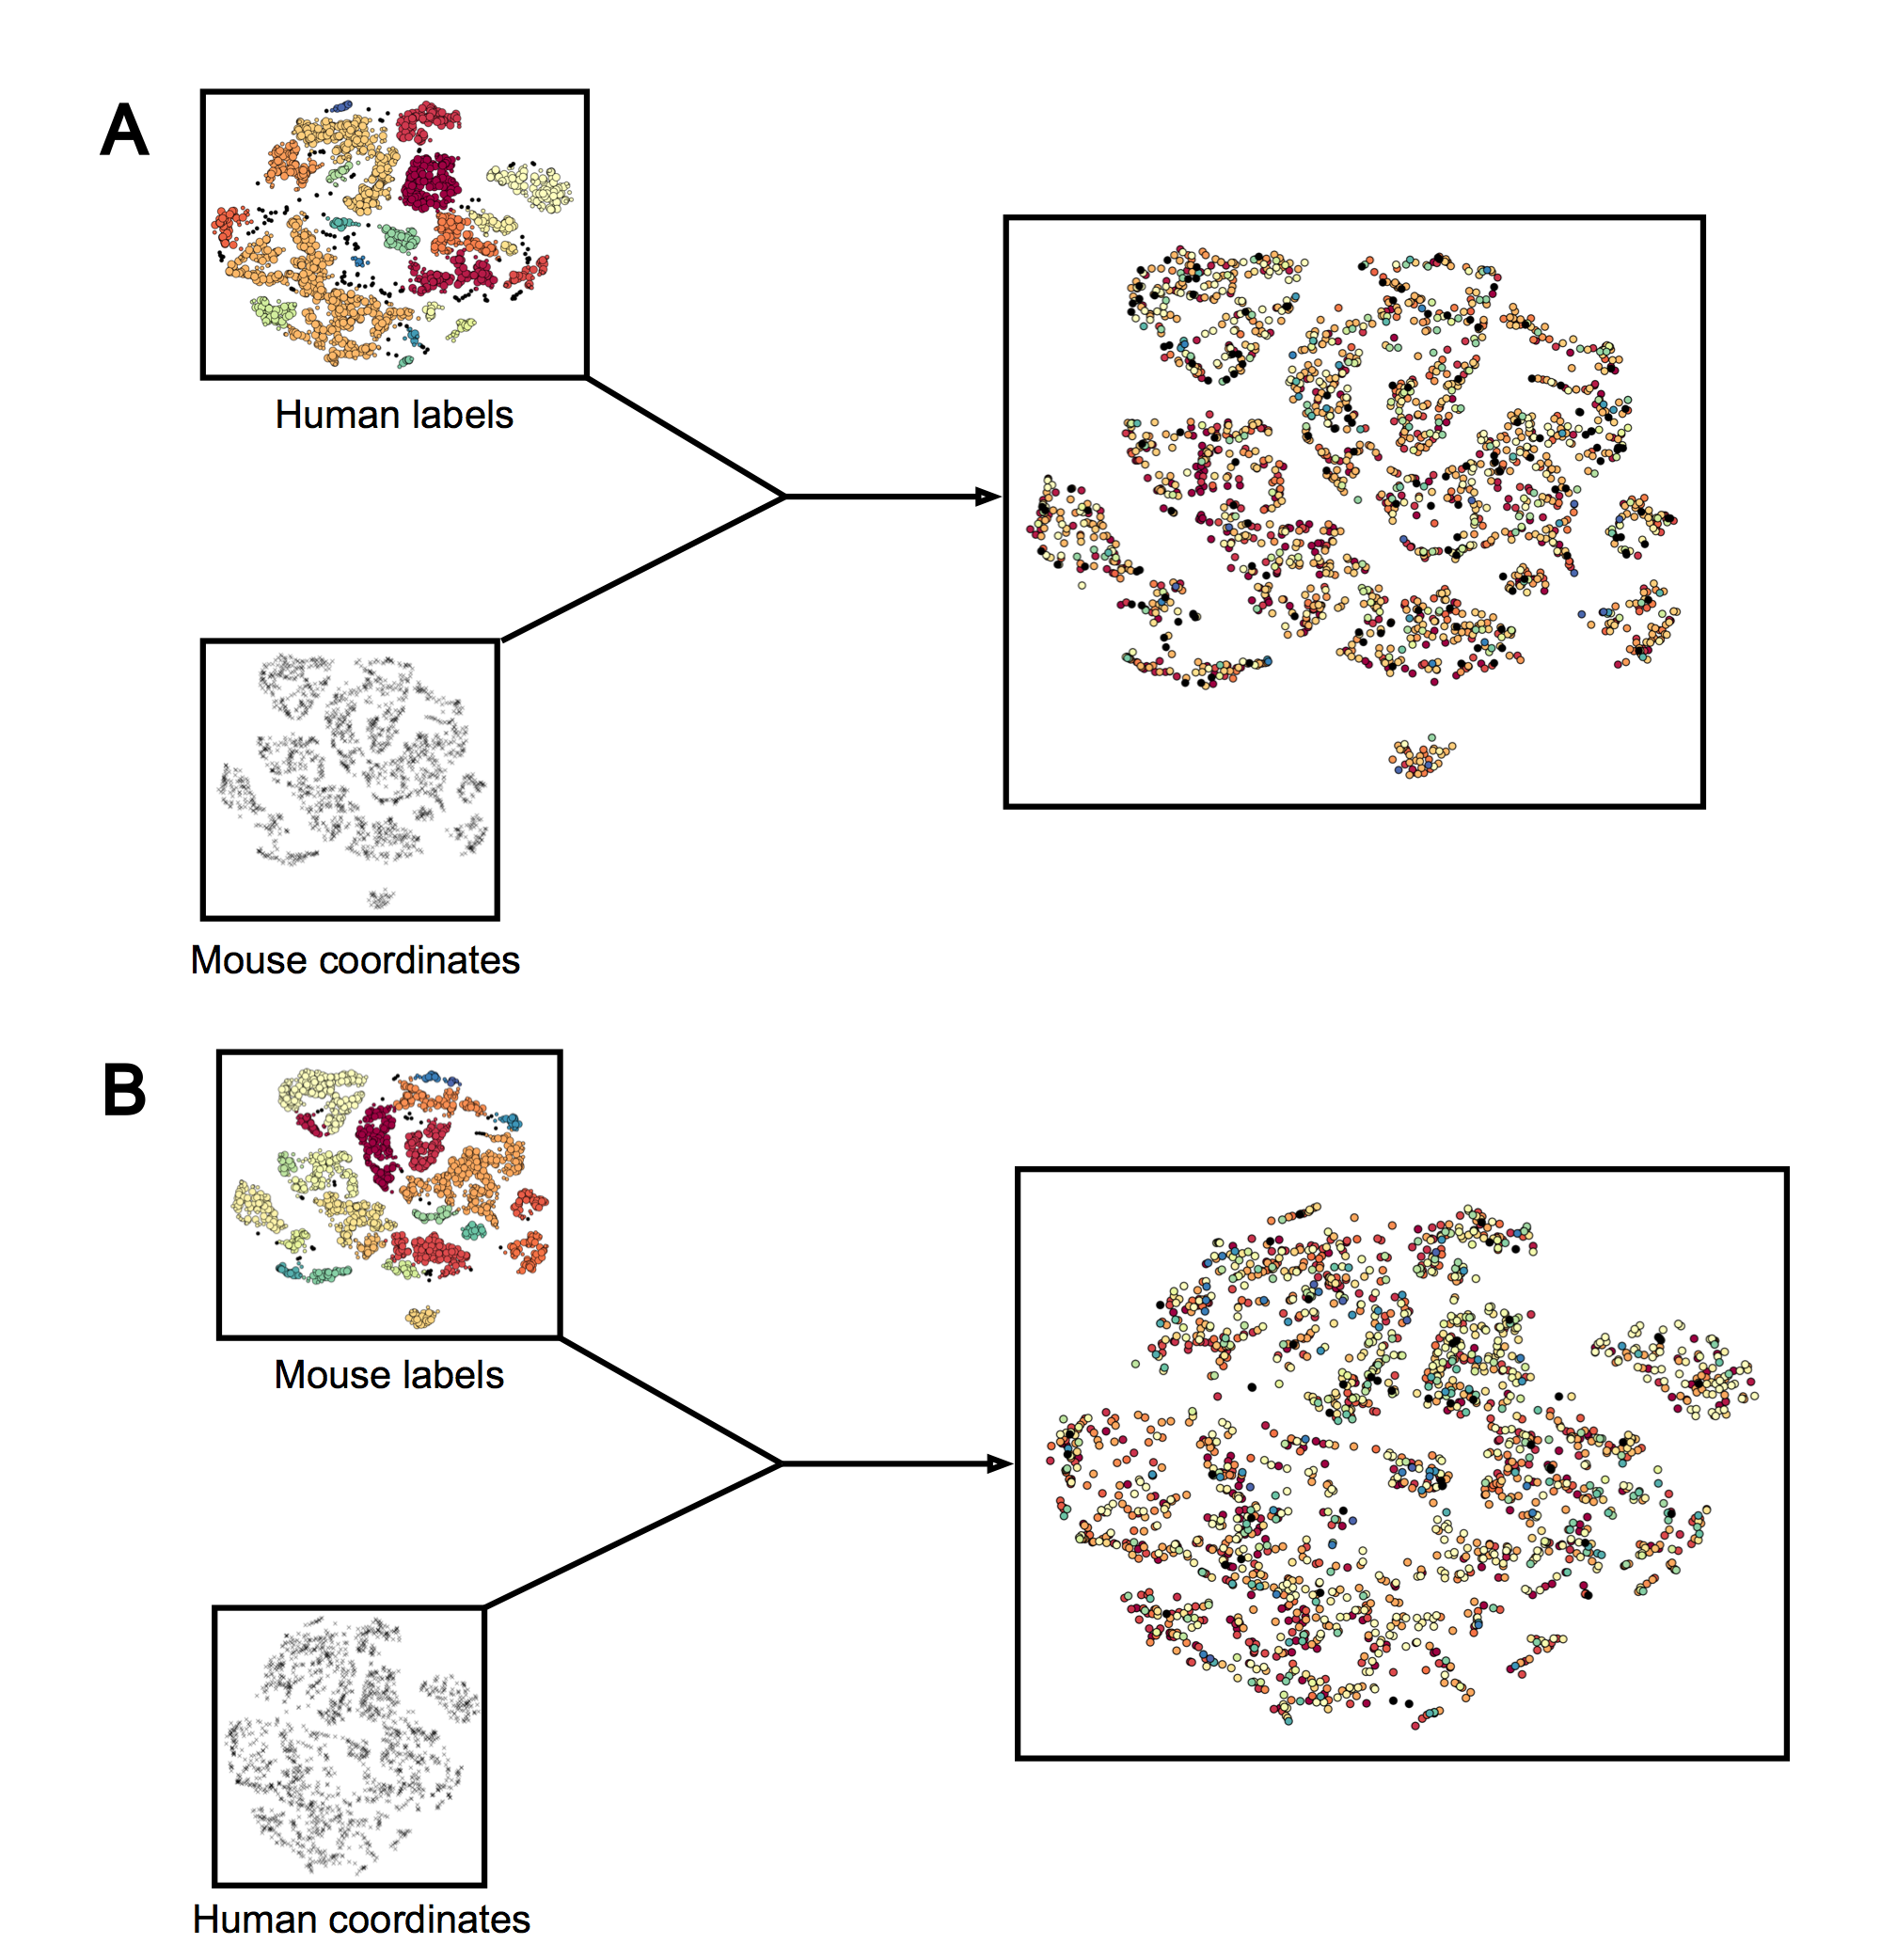 A
Human labels
Mouse coordinates
B
Mouse labels
Human coordinates